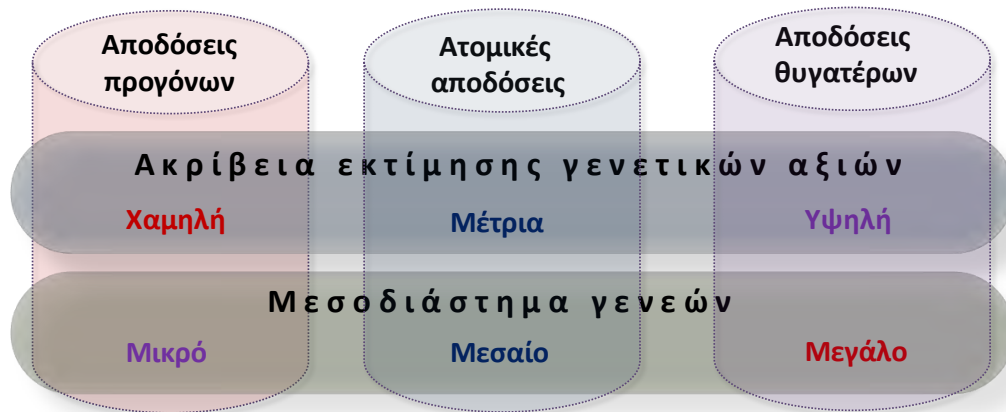 Αποδόσεις προγόνων
Ατομικές αποδόσεις
Αποδόσεις θυγατέρων
Ακρίβεια εκτίμησης γενετικών αξιών
Χαμηλή Μέτρια Υψηλή
Μεσοδιάστημα γενεών
Μικρό Μεσαίο Μεγάλο